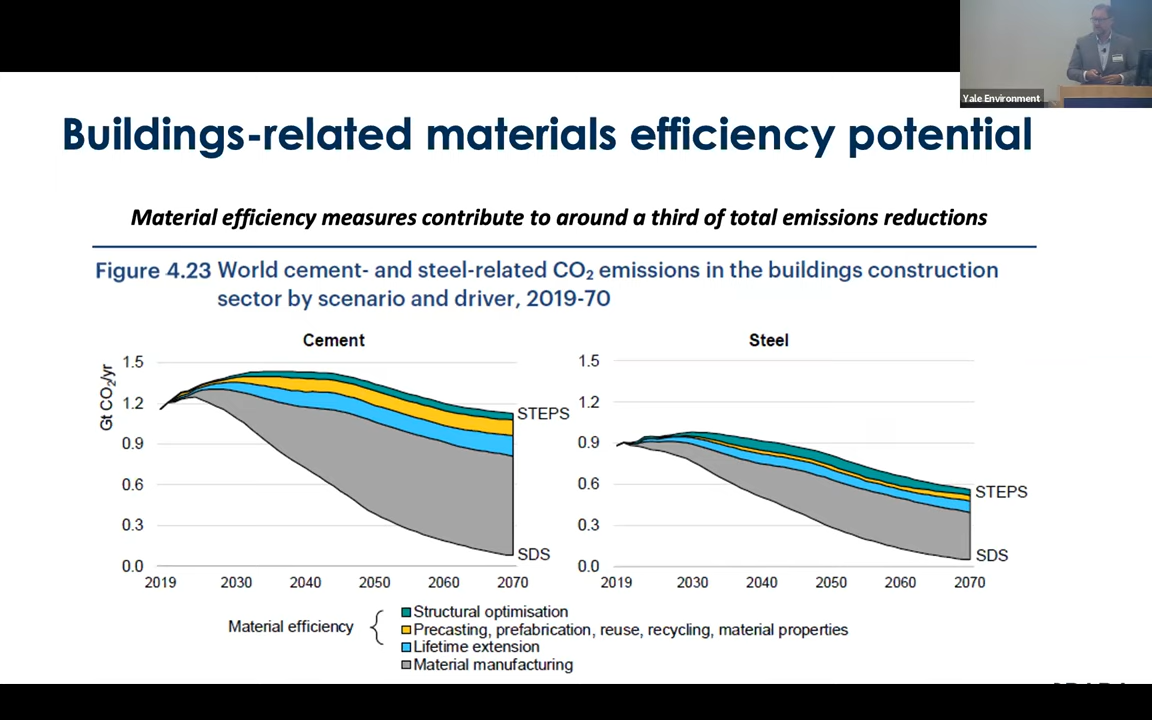 Yale Environment
Buildings-related materials efficiency potential
Material efficiency measures contribute to around a third of total emissions reductions
Figure 4.23 World cement- and steel-related CO₂ emissions in the buildings construction
sector by scenario and driver, 2019-70
Cement
Gt CO₂/yr
1.5
1.2
0.9
0.6
0.3
0.0
2019 2030 2040 2050 2060 2070
STEPS
SDS
Steel
1.5
1.2
0.9
0.6
0.3
0.0
2019 2030 2040 2050 2060 2070
STEPS
SDS
Material efficiency
Structural optimisation
Precasting, prefabrication, reuse, recycling, material properties
Lifetime extension
Material manufacturing